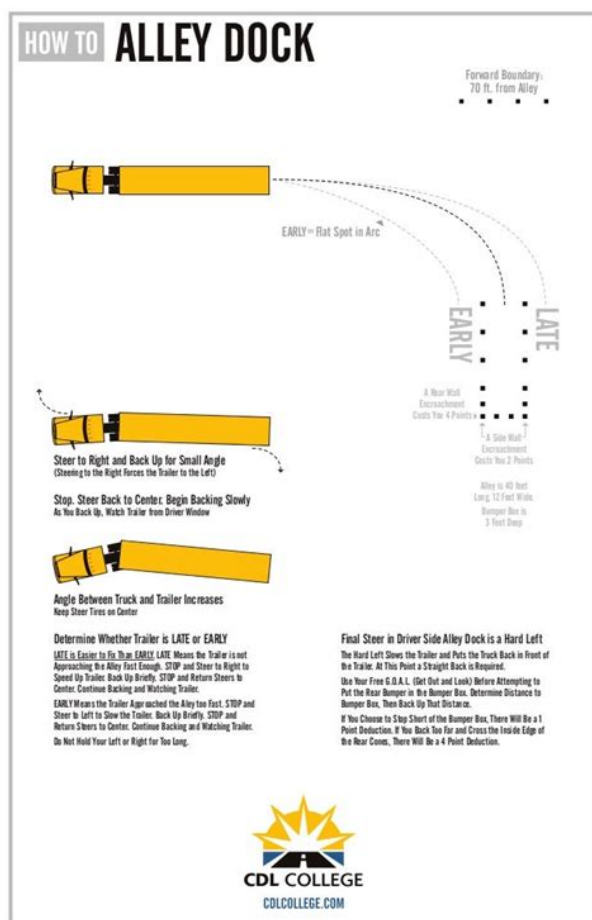 HOW TO ALLEY DOCK
Forward Boundary:
70 ft. from Alley
EARLY = Flat Spot in Arc
EARLY
LATE
A Rear Wall
Encroachment
Costs You 4 Points
A Side Wall
Encroachment
Costs You 2 Points
Alley is 40 feet
Long, 12 Feet Wide.
Bumper Box is
3 Feet Deep
Steer to Right and Back Up for Small Angle
(Steering to the Right Forces the Trailer to the Left)
Stop. Steer Back to Center. Begin Backing Slowly
As You Back Up, Watch Trailer from Driver Window
Angle Between Truck and Trailer Increases
Keep Steer Tires on Center
Determine Whether Trailer is LATE or EARLY
LATE is Easier to Fix Than EARLY. LATE Means the Trailer is not
Approaching the Alley Fast Enough. STOP and Steer to Right to
Speed Up Trailer. Back Up Briefly. STOP and Return Steers to
Center. Continue Backing and Watching Trailer.
EARLY Means the Trailer Approached the Aley too Fast. STOP and
Steer to Left to Slow the Trailer. Back Up Briefly. STOP and
Return Steers to Center. Continue Backing and Watching Trailer.
Do Not Hold Your Left or Right for Too Long.
Final Steer in Driver Side Alley Dock is a Hard Left
The Hard Left Slows the Trailer and Puts the Truck Back in Front of
the Trailer. At This Point a Straight Back is Required.
Use Your Free G.O.A.L. (Get Out and Look) Before Attempting to
Put the Rear Bumper in the Bumper Box. Determine Distance to
Bumper Box, Then Back Up That Distance.
If You Choose to Stop Short of the Bumper Box, There Will Be a 1
Point Deduction. If You Back Too Far and Cross the Inside Edge of
the Rear Cones, There Will Be a 4 Point Deduction.
CDL COLLEGE
CDLCOLLEGE.COM